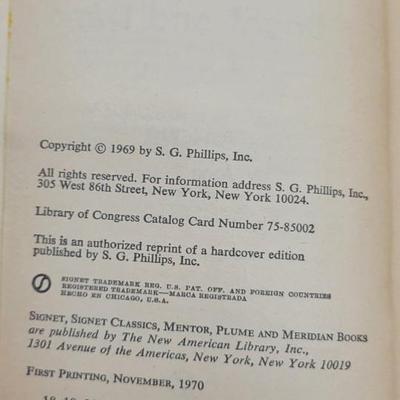 Copyright © 1969 by S. G. Phillips, Inc.
All rights reserved. For information address S. G. Phillips, Inc.,
305 West 86th Street, New York, New York 10024.
Library of Congress Catalog Card Number 75-85002
This is an authorized reprint of a hardcover edition
published by S. G. Phillips, Inc.
SIGNET TRADEMARK REG. U.S. PAT. OFF. AND FOREIGN COUNTRIES
REGISTERED TRADEMARK—MARCA REGISTRADA
HECHO EN CHICAGO, U.S.A.
SIGNET, SIGNET CLASSICS, MENTOR, PLUME AND MERIDIAN BOOKS
are published by The New American Library, Inc.,
1301 Avenue of the Americas, New York, New York 10019
FIRST PRINTING, NOVEMBER, 1970